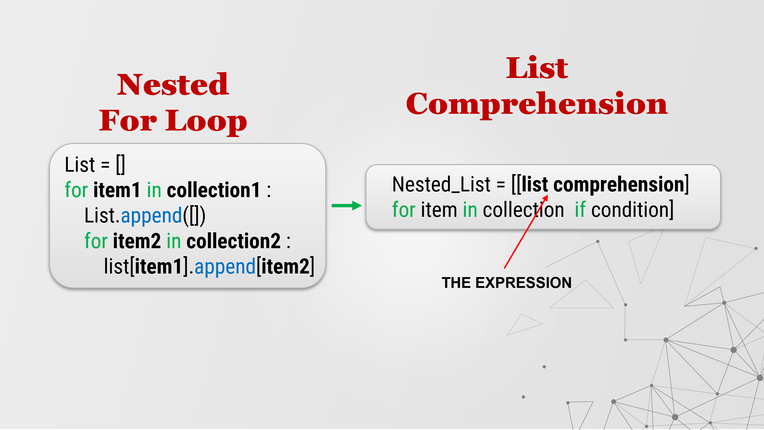 Nested
For Loop
List = []
for item1 in collection1 :
List.append([])
for item2 in collection2 :
list[item1].append[item2]
List
Comprehension
Nested_List = [[list comprehension]
for item in collection if condition]
THE EXPRESSION